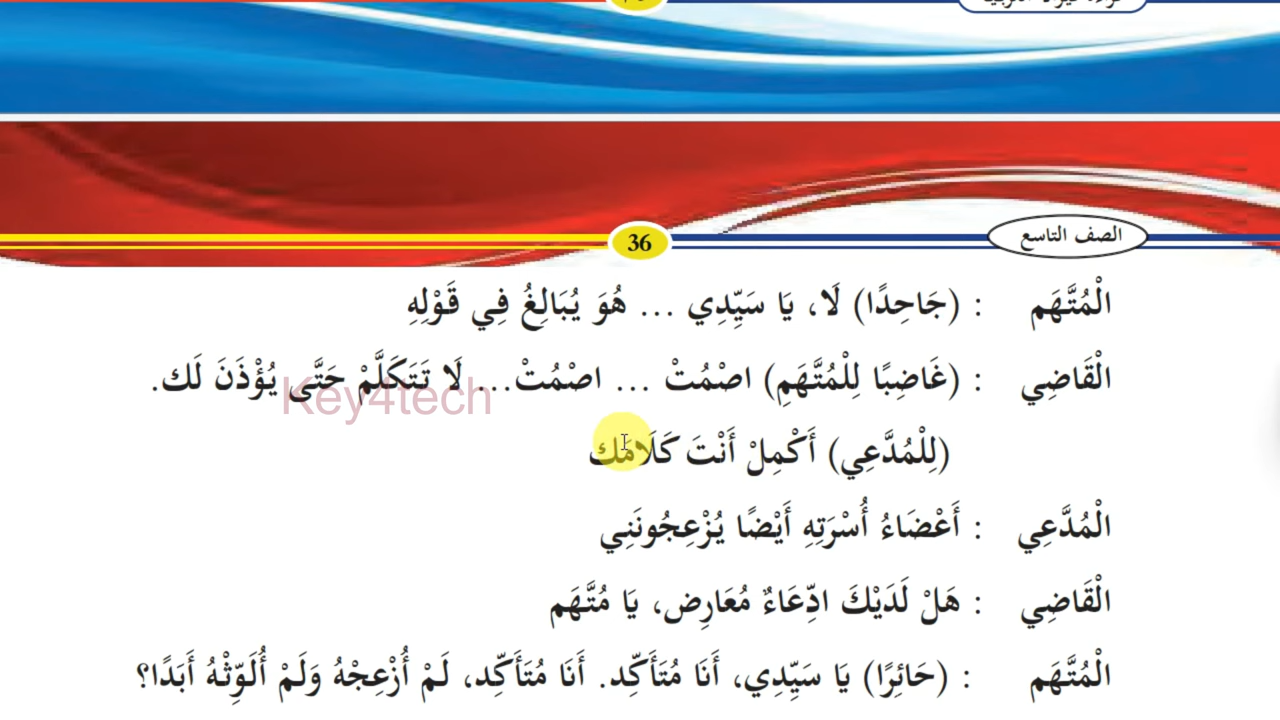 36
الصف التاسع
الْمُتَّهَم : (جَاحِدًا) لَا، يَا سَيِّدِي ... هُوَ يُبَالِغُ فِي قَوْلِهِ
الْقَاضِي : (غَاضِبًا لِلْمُتَّهَمِ) اصْمُتْ ... اصْمُتْ... لَا تَتَكَلَّمْ حَتَّى يُؤْذَنَ لَك.
Key4tech
(لِلْمُدَّعِي) أَكْمِلْ أَنْتَ كَلَامَك
الْمُدَّعِي : أَعْضَاءُ أُسْرَتِهِ أَيْضًا يُزْعِجُونَنِي
الْقَاضِي : هَلْ لَدَيْكَ ادِّعَاءٌ مُعَارِض، يَا مُتَّهَم
الْمُتَّهَم : (حَائِرًا) يَا سَيِّدِي، أَنَا مُتَأَكِّد. أَنَا مُتَأَكِّد، لَمْ أُزْعِجْهُ وَلَمْ أُلَوِّثْهُ أَبَدًا؟